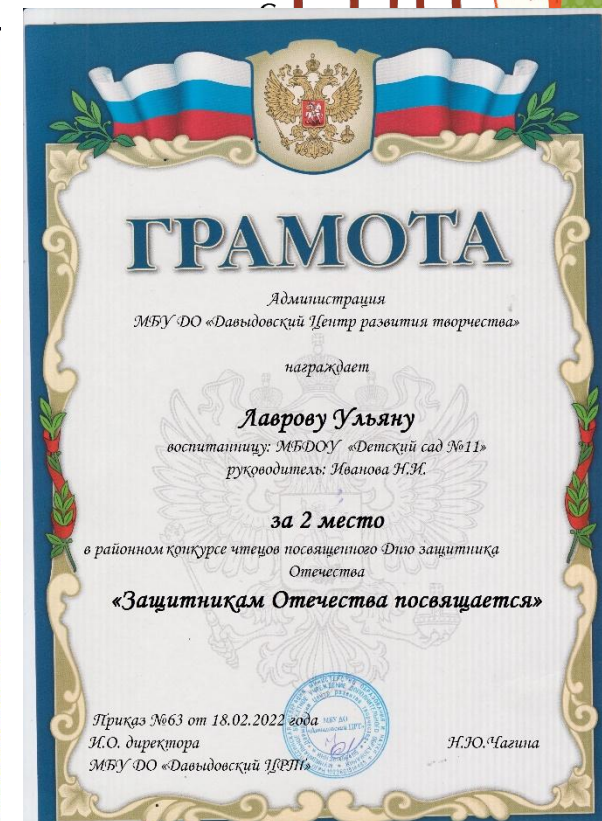 ГРАМОТА
Администрация
МБУ ДО «Давыдовский Центр развития творчества»
награждает
Лаврову Ульяну
воспитанницу: МБДОУ «Детский сад №11»
руководитель: Иванова Н.И.
за 2 место
в районном конкурсе чтецов посвященного Дню защитника
Отечества
«Защитникам Отечества посвящается»
Приказ №63 от 18.02.2022 года
И.О. директора Н.Ю.Чагина
МБУ ДО «Давыдовский ЦРТ»